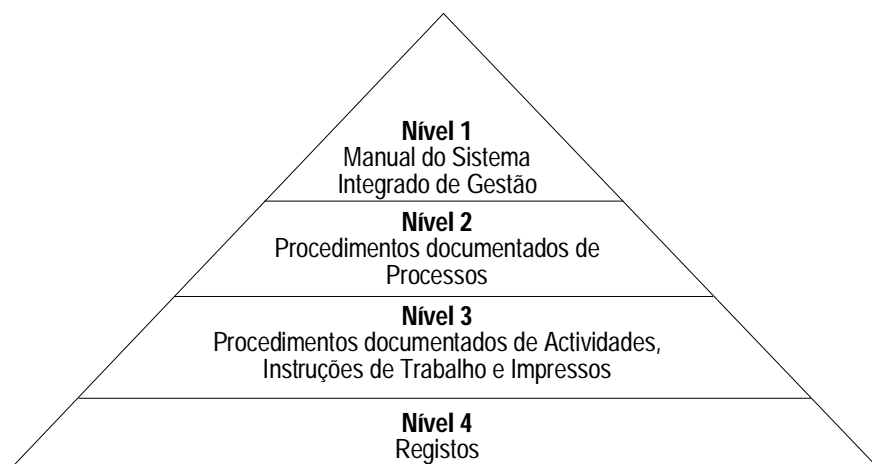 Nível 1
Manual do Sistema
Integrado de Gestão
Nível 2
Procedimentos documentados de
Processos
Nível 3
Procedimentos documentados de Actividades,
Instruções de Trabalho e Impressos
Nível 4
Registos